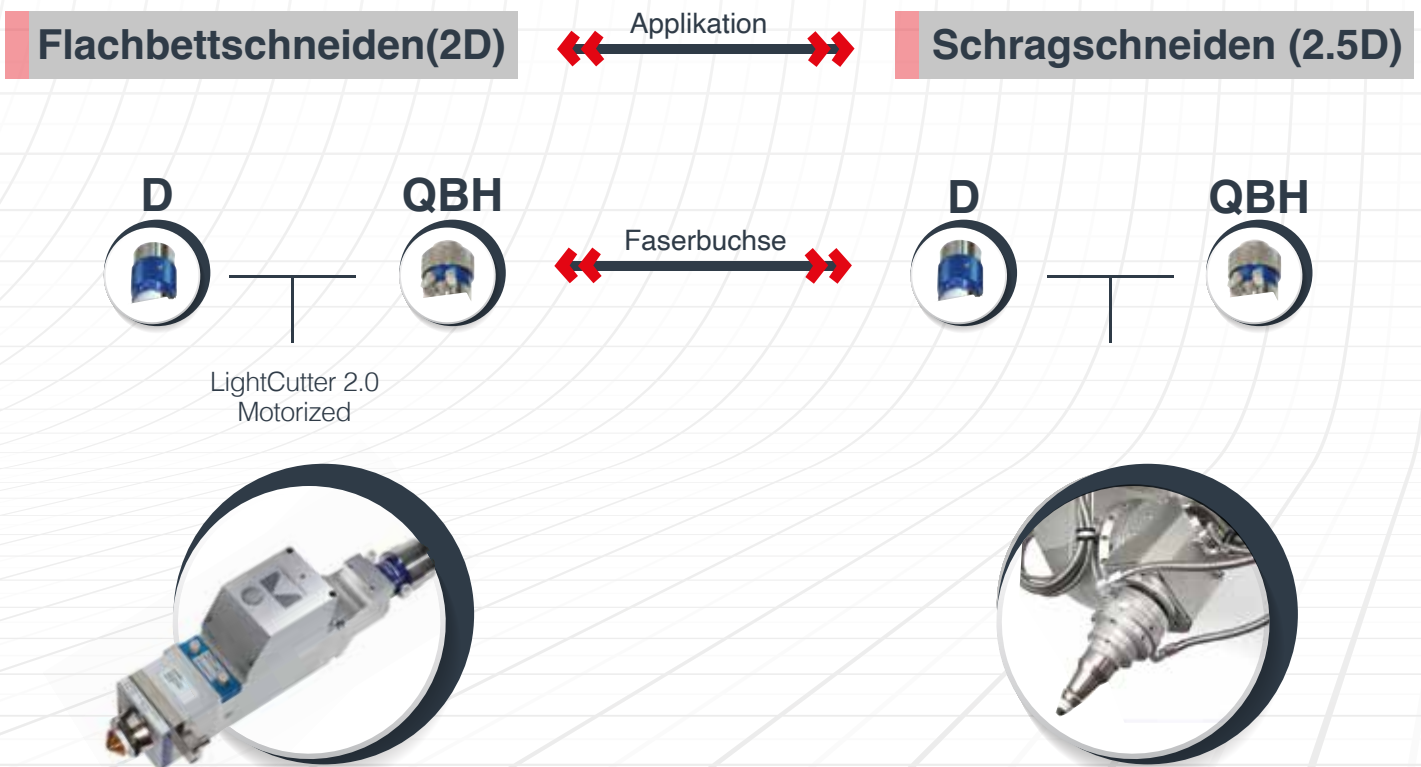 Flachbettschneiden(2D)
Applikation
Schragschneiden (2.5D)
D
QBH
Faserbuchse
D
QBH
LightCutter 2.0
Motorized